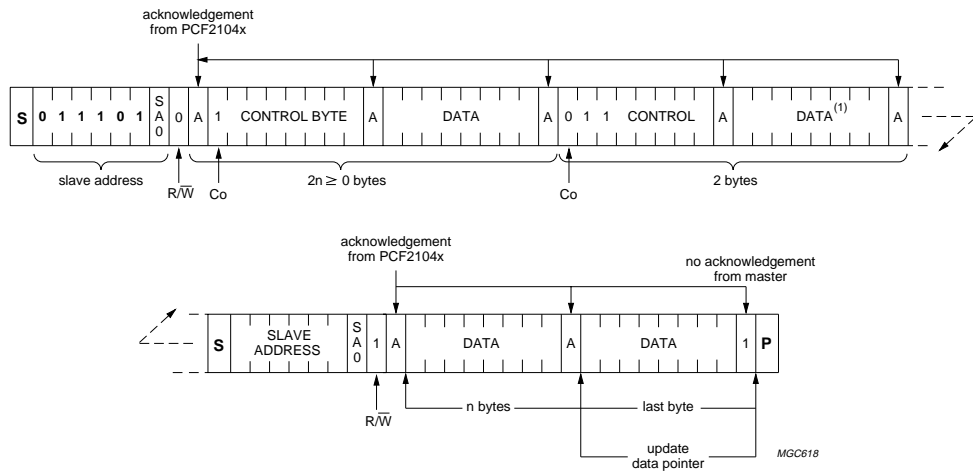 acknowledgement
from PCF2104x
S 0 1 1 1 0 1 SA0 0 A 1 CONTROL BYTE A DATA A 0 1 1 CONTROL A DATA(1) A
slave address
R/W̅
Co
2n ≥ 0 bytes
Co
2 bytes
acknowledgement
from PCF2104x
no acknowledgement
from master
S SLAVE ADDRESS SA0 1 A DATA A DATA 1 P
R/W̅
n bytes
last byte
update
data pointer
MGC618